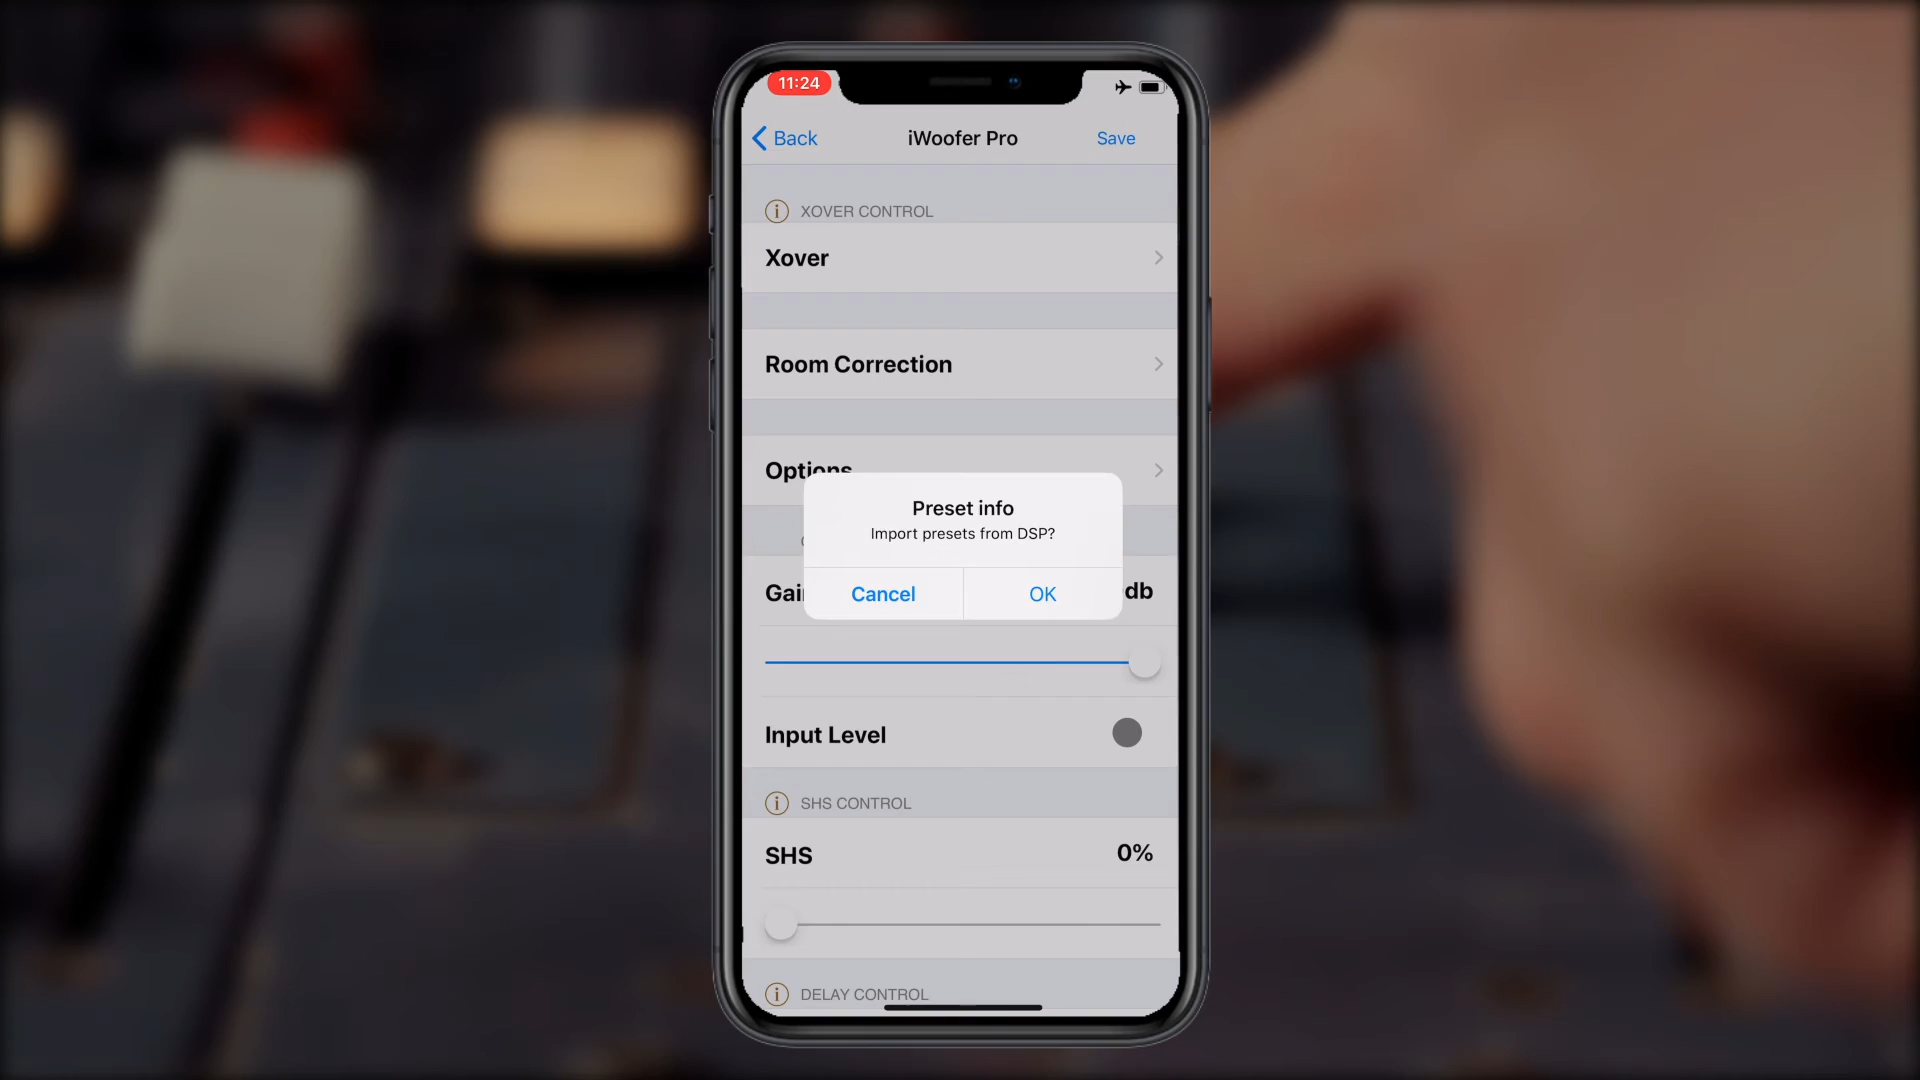 11:24
Back
iWoofer Pro
Save
XOVER CONTROL
Xover
Room Correction
Options
Preset info
Import presets from DSP?
Cancel
OK
db
Input Level
SHS CONTROL
SHS
0%
DELAY CONTROL